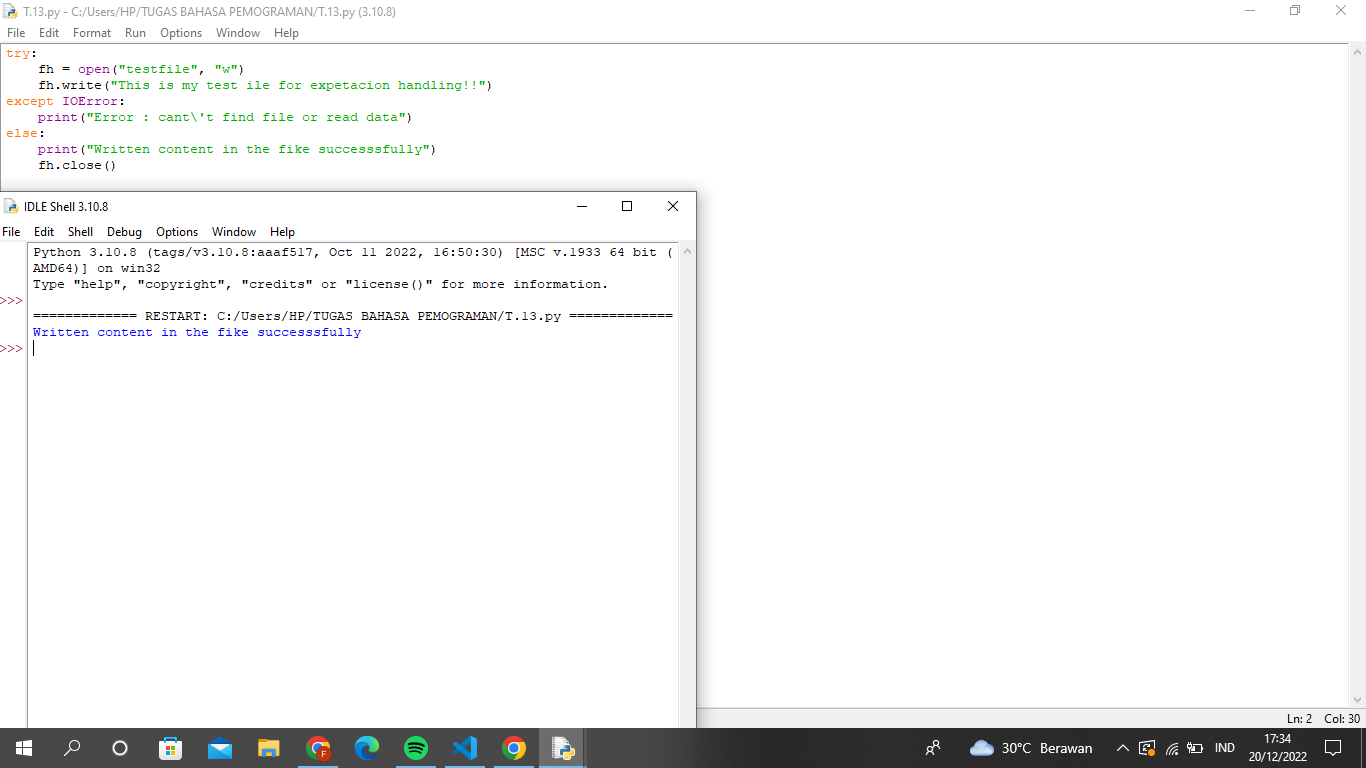 T.13.py - C:/Users/HP/TUGAS BAHASA PEMOGRAMAN/T.13.py (3.10.8)
File Edit Format Run Options Window Help
try:
    fh = open("testfile", "w")
    fh.write("This is my test ile for expetacion handling!!")
except IOError:
    print("Error : cant\'t find file or read data")
else:
    print("Written content in the fike successsfully")
    fh.close()
IDLE Shell 3.10.8
File Edit Shell Debug Options Window Help
Python 3.10.8 (tags/v3.10.8:aaaf517, Oct 11 2022, 16:50:30) [MSC v.1933 64 bit (
AMD64)] on win32
Type "help", "copyright", "credits" or "license()" for more information.
>>>
============= RESTART: C:/Users/HP/TUGAS BAHASA PEMOGRAMAN/T.13.py =============
Written content in the fike successsfully
>>>
Ln: 2 Col: 30
F
30°C Berawan
IND
17:34
20/12/2022